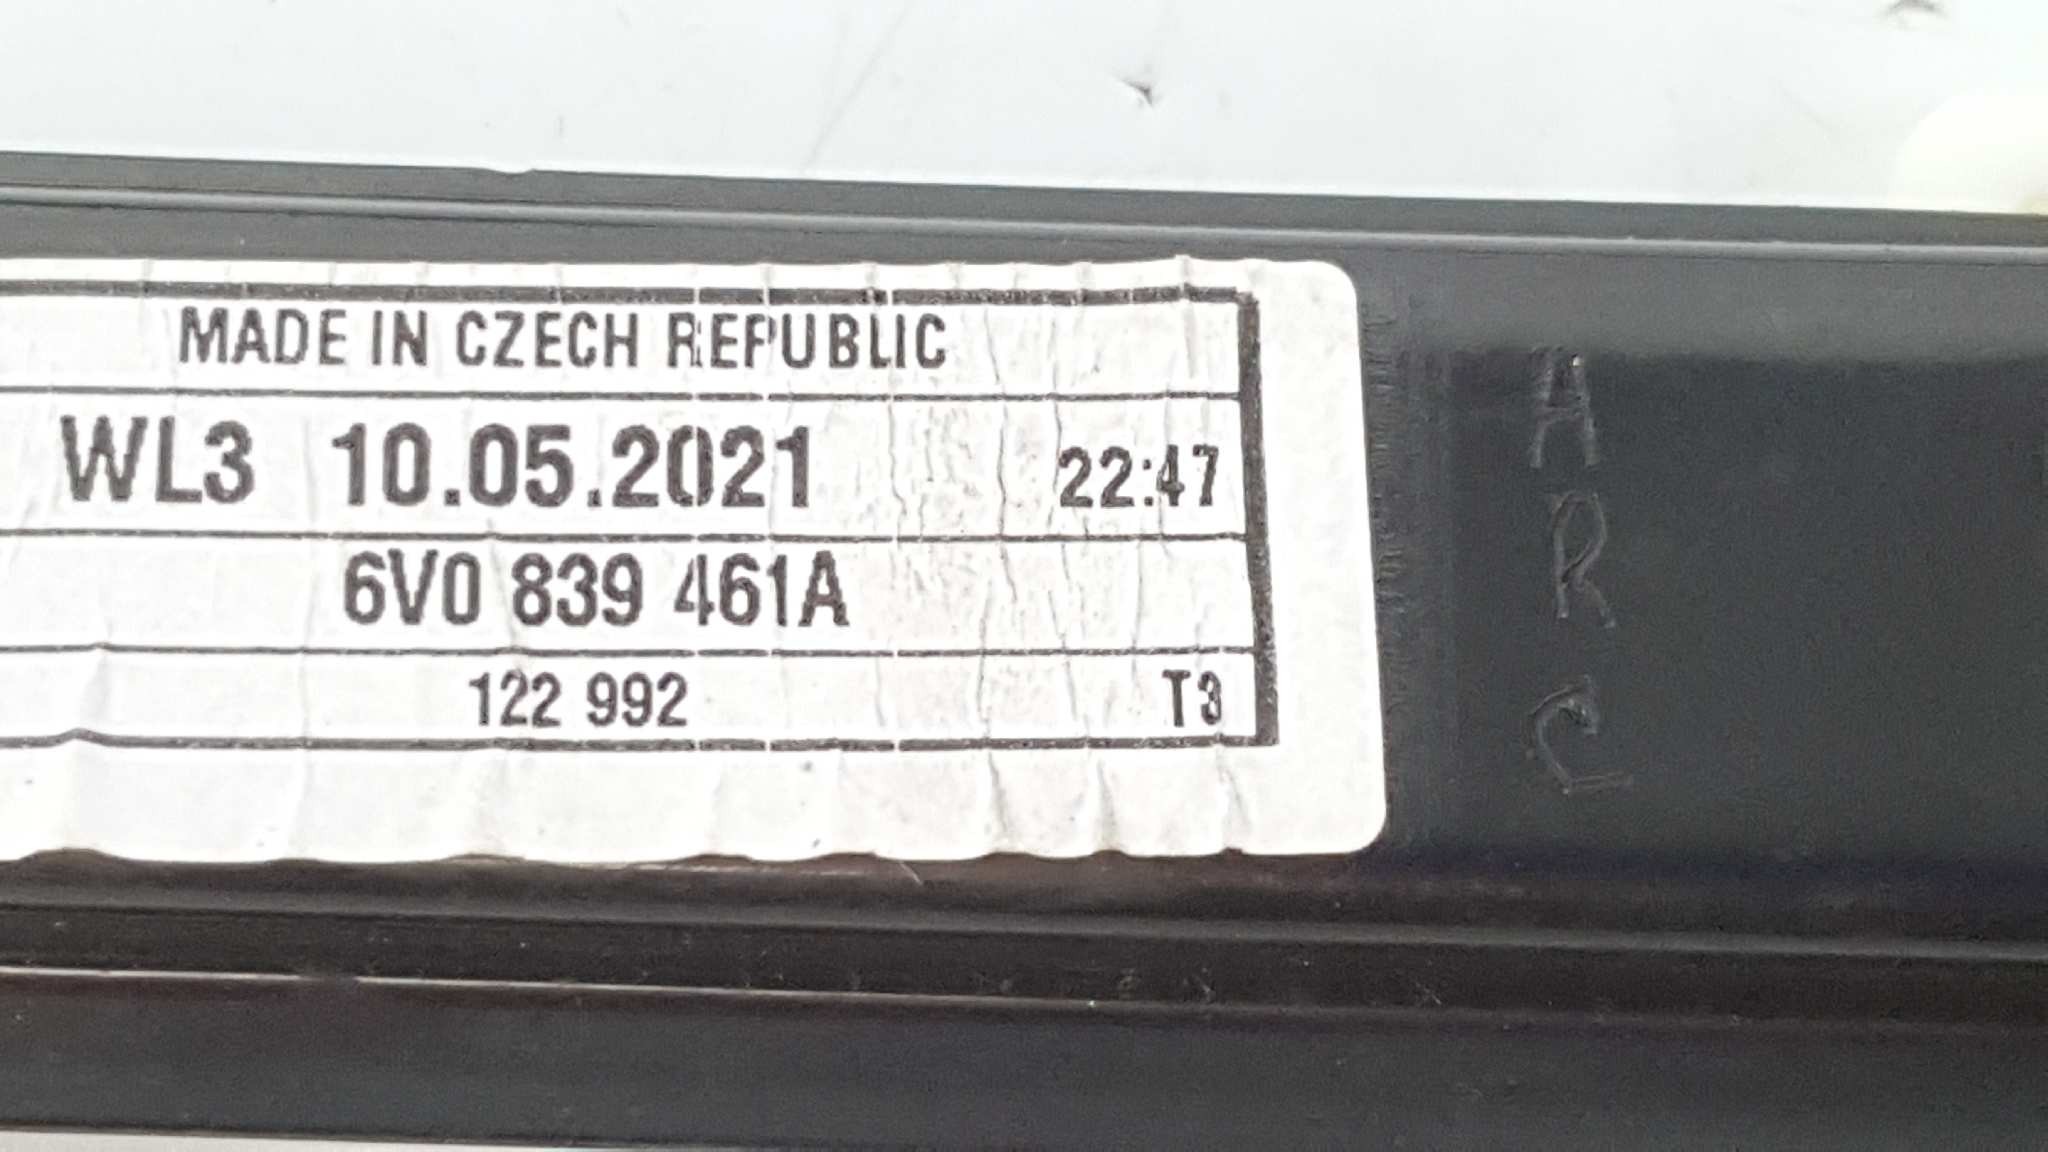 MADE IN CZECH REPUBLIC
WL3 10.05.2021 22:47
6V0 839 461A
122 992 T3
A
R
C